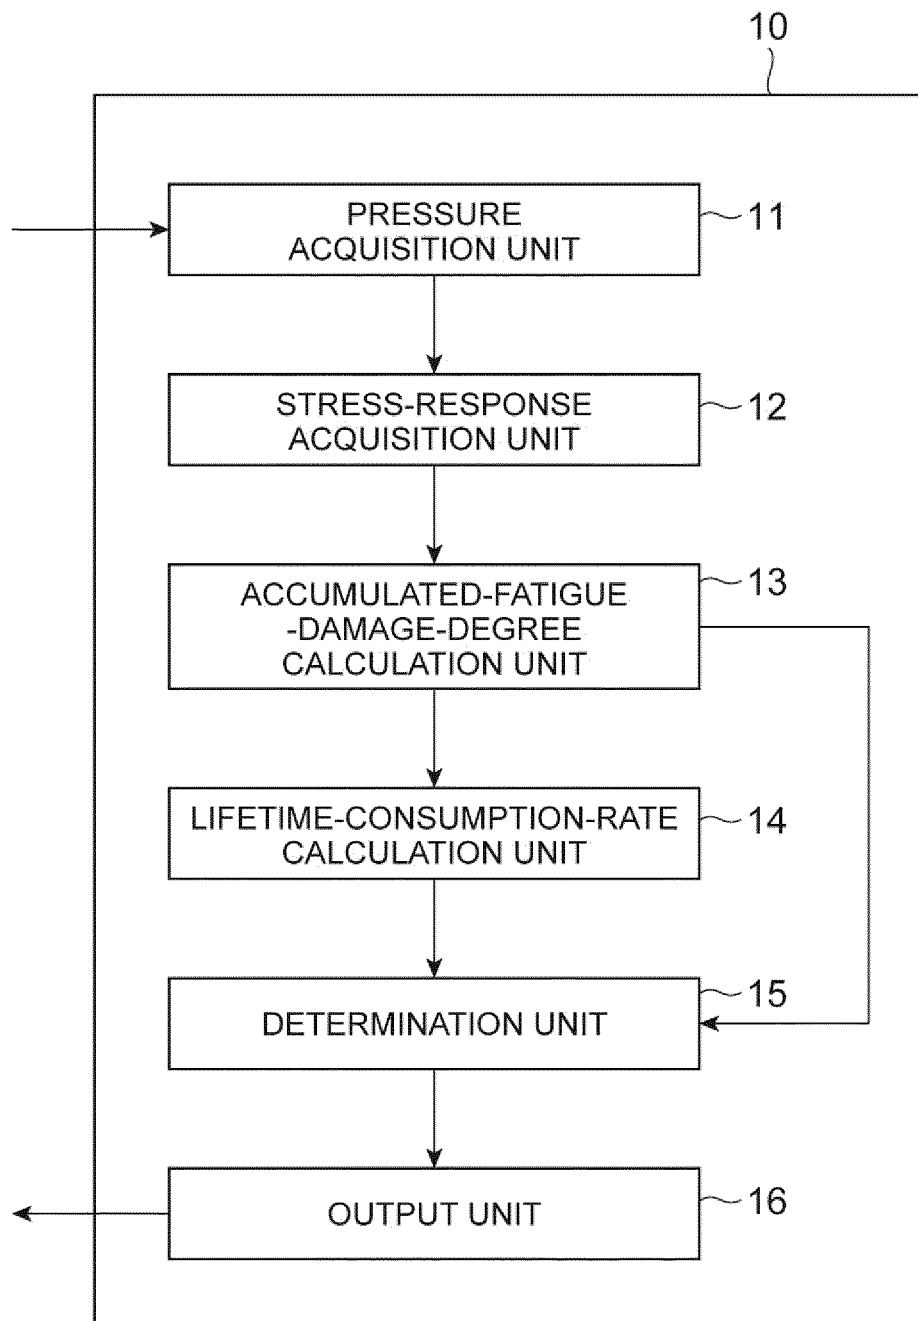 10
PRESSURE
ACQUISITION UNIT
11
STRESS-RESPONSE
ACQUISITION UNIT
12
ACCUMULATED-FATIGUE
-DAMAGE-DEGREE
CALCULATION UNIT
13
LIFETIME-CONSUMPTION-RATE
CALCULATION UNIT
14
DETERMINATION UNIT
15
OUTPUT UNIT
16